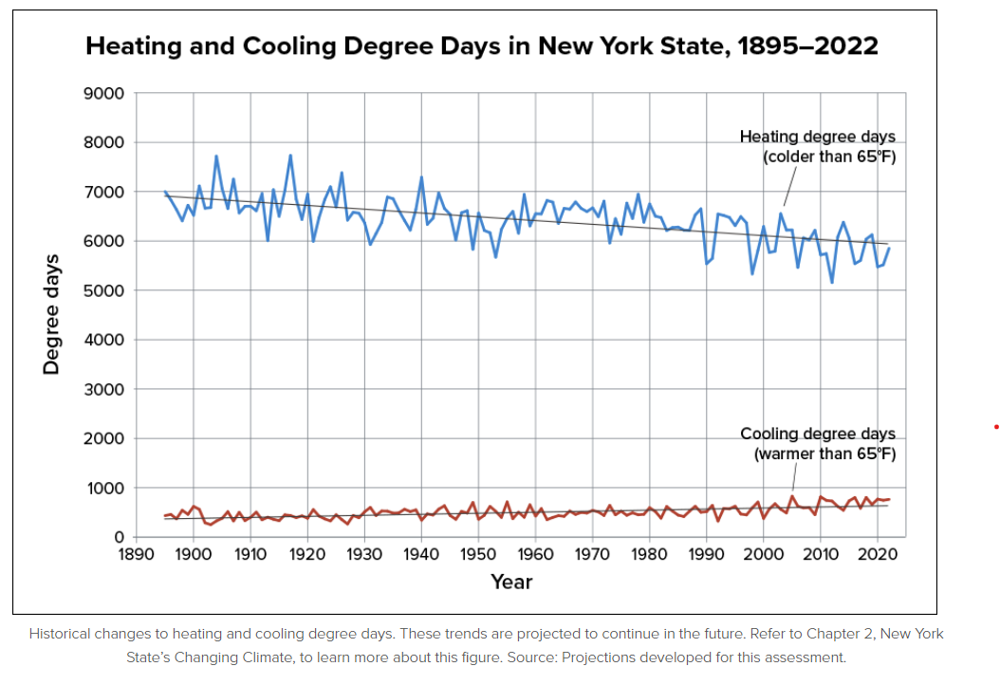 Heating and Cooling Degree Days in New York State, 1895–2022
9000
8000
7000
6000
5000
4000
3000
2000
1000
0
Degree days
Heating degree days
(colder than 65°F)
Cooling degree days
(warmer than 65°F)
1890 1900 1910 1920 1930 1940 1950 1960 1970 1980 1990 2000 2010 2020
Year
Historical changes to heating and cooling degree days. These trends are projected to continue in the future. Refer to Chapter 2, New York
State’s Changing Climate, to learn more about this figure. Source: Projections developed for this assessment.